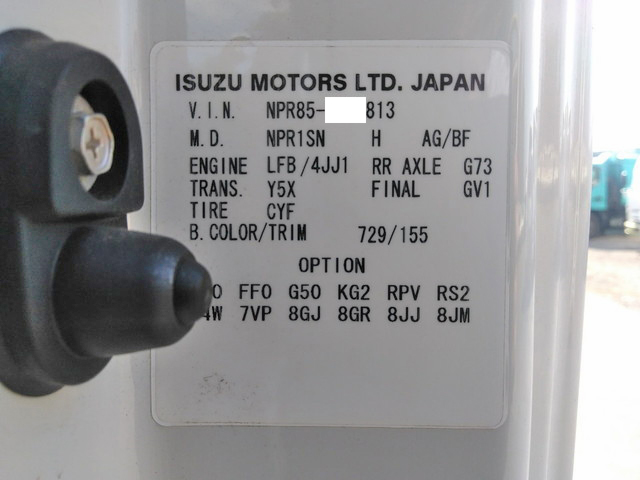 ISUZU MOTORS LTD. JAPAN
V.I.N. NPR85- 813
M.D. NPR1SN H AG/BF
ENGINE LFB/4JJ1 RR AXLE G73
TRANS. Y5X FINAL GV1
TIRE CYF
B.COLOR/TRIM 729/155
OPTION
FFO G50 KG2 RPV RS2
7VP 8GJ 8GR 8JJ 8JM